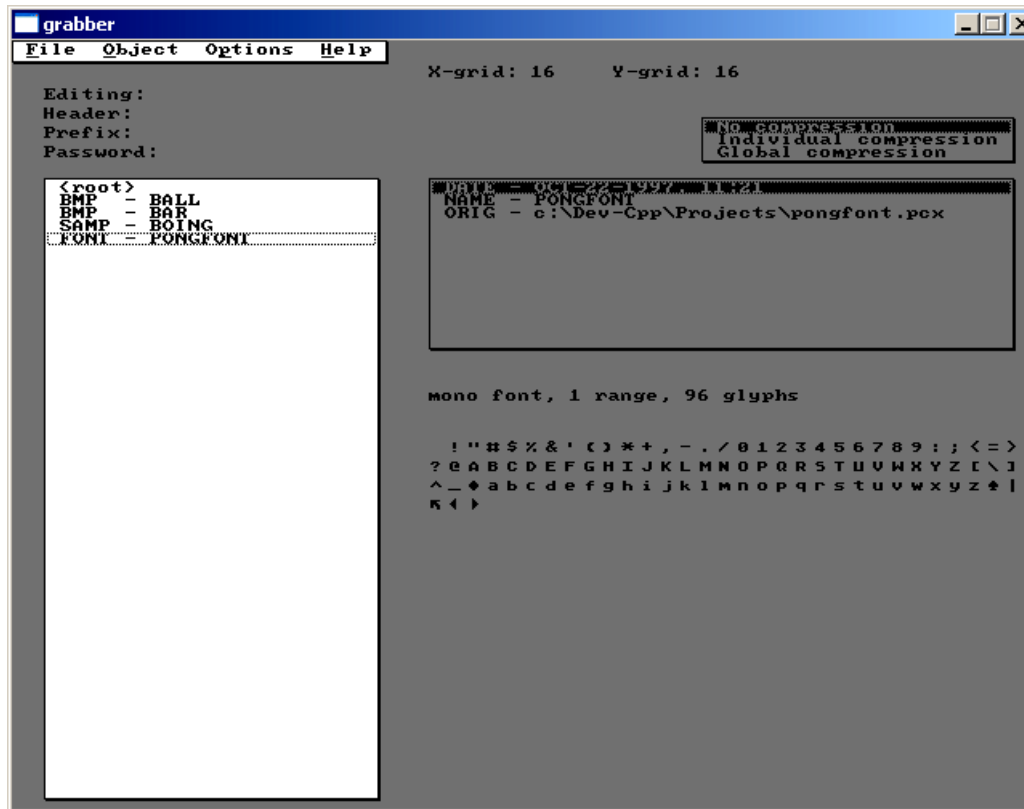 grabber
File Object Options Help
X-grid: 16 Y-grid: 16
Editing:
Header:
Prefix:
Password:
No compression
Individual compression
Global compression
<root>
BMP - BALL
BMP - BAR
SAMP - BOING
FONT - PONGFONT
DATE - OCT-22-1997, 11:21
NAME - PONGFONT
ORIG - c:\Dev-Cpp\Projects\pongfont.pcx
mono font, 1 range, 96 glyphs
! " # $ % & ' ( ) * + , - . / 0 1 2 3 4 5 6 7 8 9 : ; < = >
? @ A B C D E F G H I J K L M N O P Q R S T U V W X Y Z [ \ ]
^ _ ♦ a b c d e f g h i j k l m n o p q r s t u v w x y z ♠ |